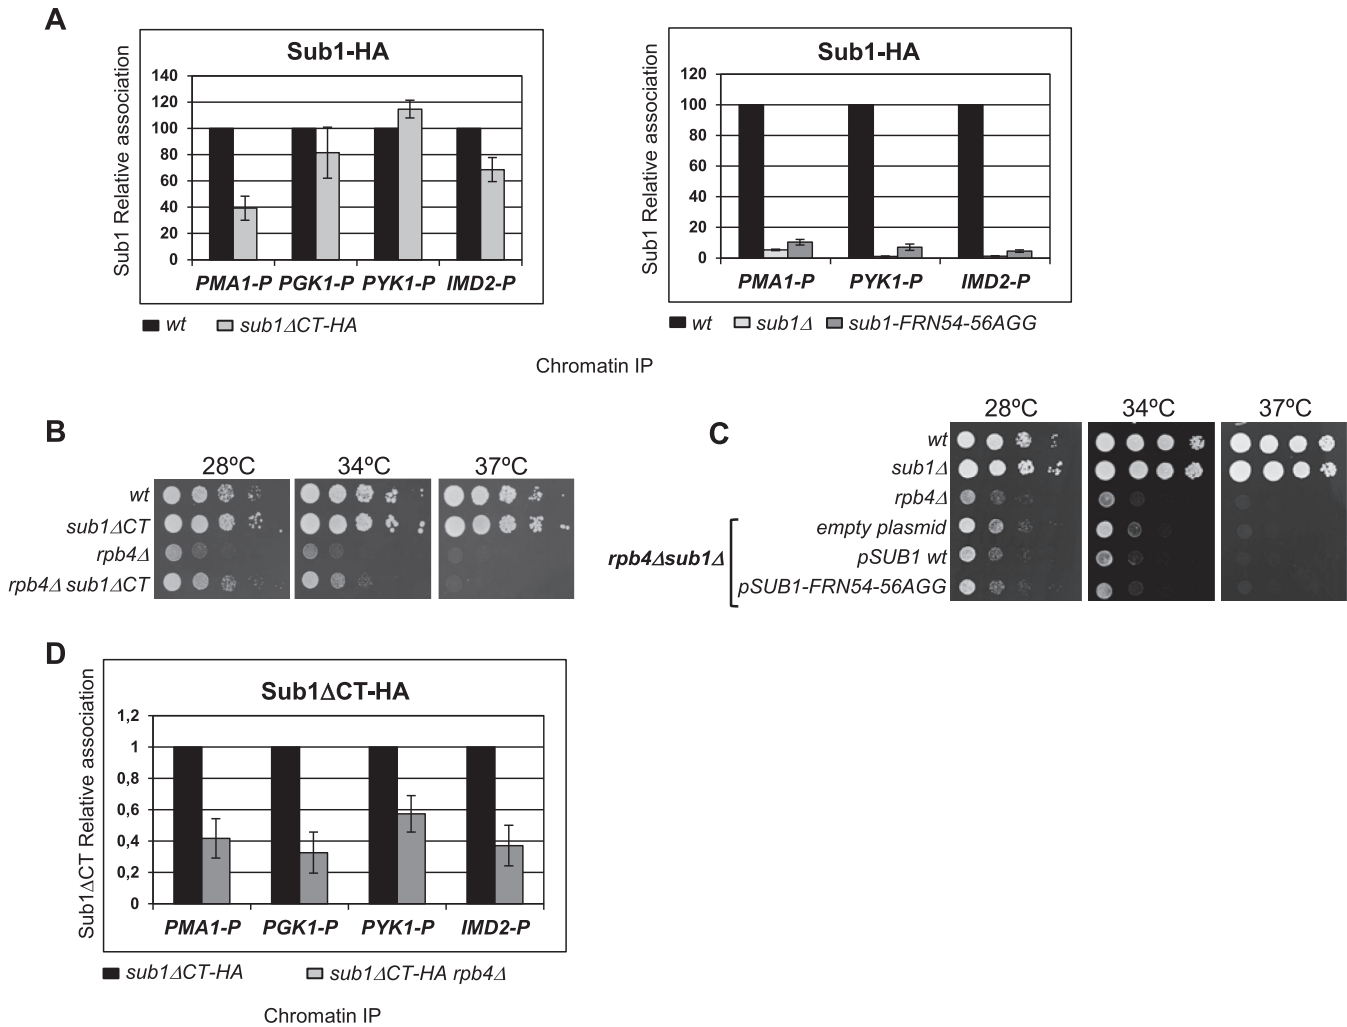 A
Sub1-HA
Sub1 Relative association
140
120
100
80
60
40
20
0
PMA1-P PGK1-P PYK1-P IMD2-P
wt sub1ΔCT-HA
Sub1-HA
Sub1 Relative association
120
100
80
60
40
20
0
PMA1-P PYK1-P IMD2-P
wt sub1Δ sub1-FRN54-56AGG
Chromatin IP
B
28ºC 34ºC 37ºC
wt
sub1ΔCT
rpb4Δ
rpb4Δ sub1ΔCT
C
28ºC 34ºC 37ºC
wt
sub1Δ
rpb4Δ
rpb4Δsub1Δ
empty plasmid
pSUB1 wt
pSUB1-FRN54-56AGG
D
Sub1ΔCT-HA
Sub1ΔCT Relative association
1,2
1
0,8
0,6
0,4
0,2
0
PMA1-P PGK1-P PYK1-P IMD2-P
sub1ΔCT-HA sub1ΔCT-HA rpb4Δ
Chromatin IP